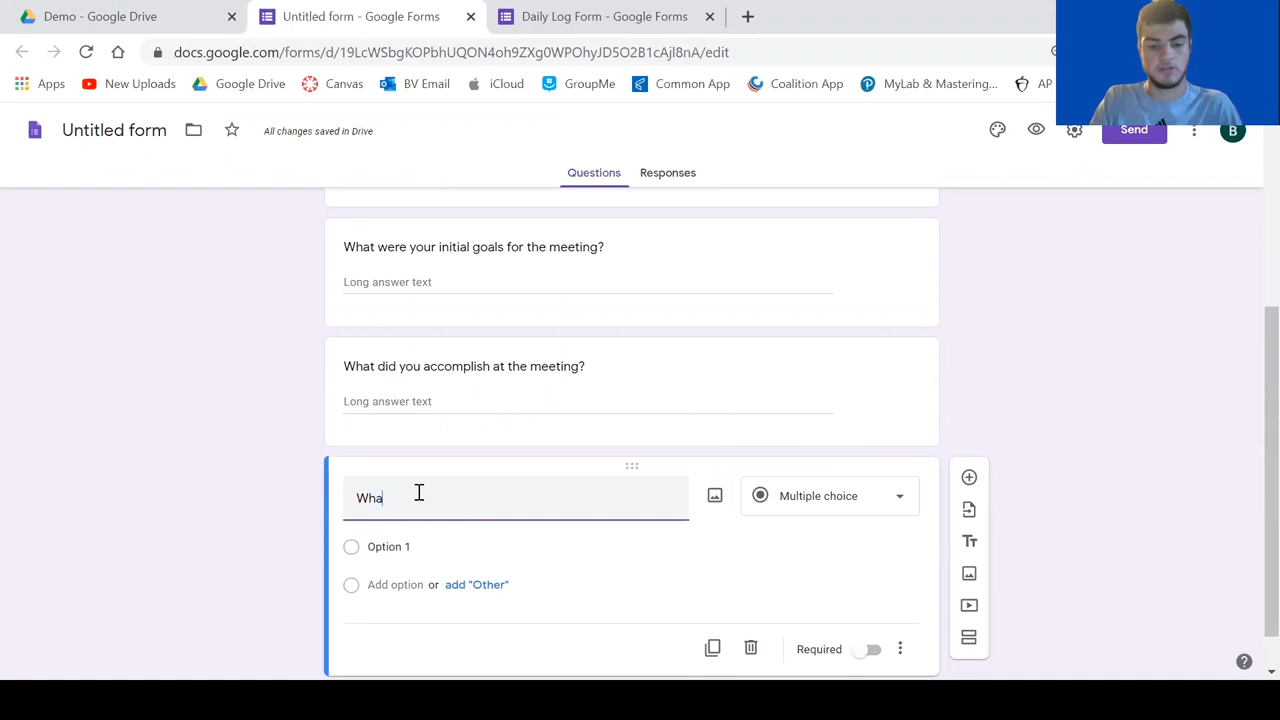 Demo - Google Drive
Untitled form - Google Forms
Daily Log Form - Google Forms
docs.google.com/forms/d/19LcWSbgKOPbhUQON4oh9ZXg0WPOhyJD5O2B1cAjl8nA/edit
Apps
New Uploads
Google Drive
Canvas
BV Email
iCloud
GroupMe
Common App
Coalition App
MyLab & Mastering...
AP
Untitled form
All changes saved in Drive
Send
B
Questions
Responses
What were your initial goals for the meeting?
Long answer text
What did you accomplish at the meeting?
Long answer text
Wha
Multiple choice
Option 1
Add option or add "Other"
Required